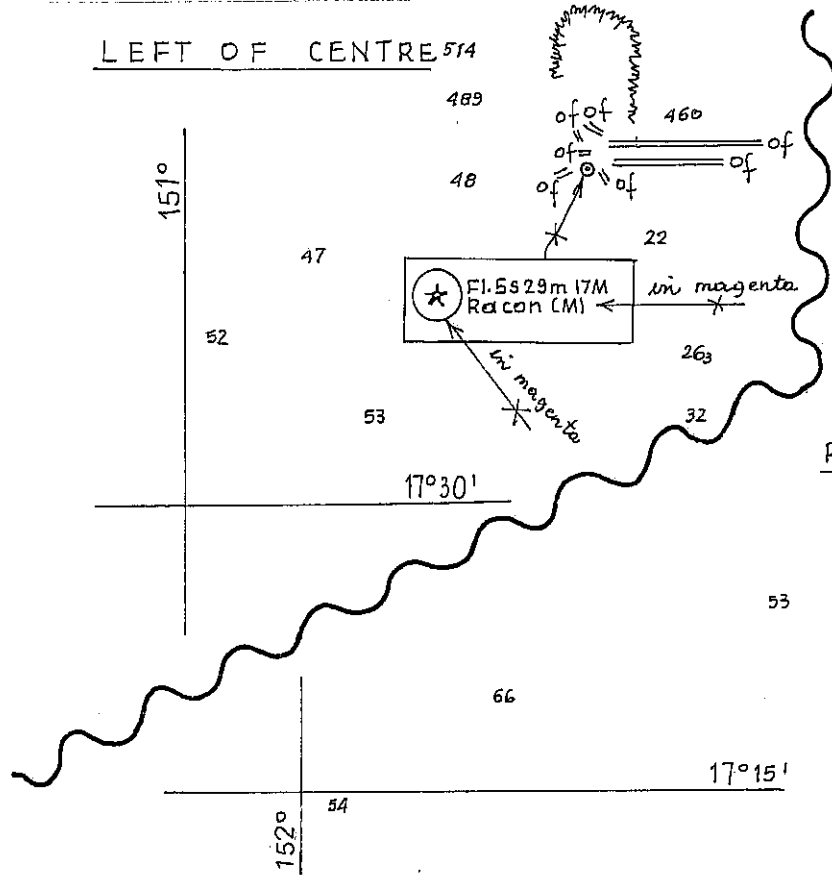 LEFT OF CENTRE 514
489
460
of of
of
of
of
48
of
of
151°
47
22
Fl.5s 29m 17M
Racon (M)
in magenta
52
in magenta
26₃
53
32
17°30'
53
66
17°15'
54
152°